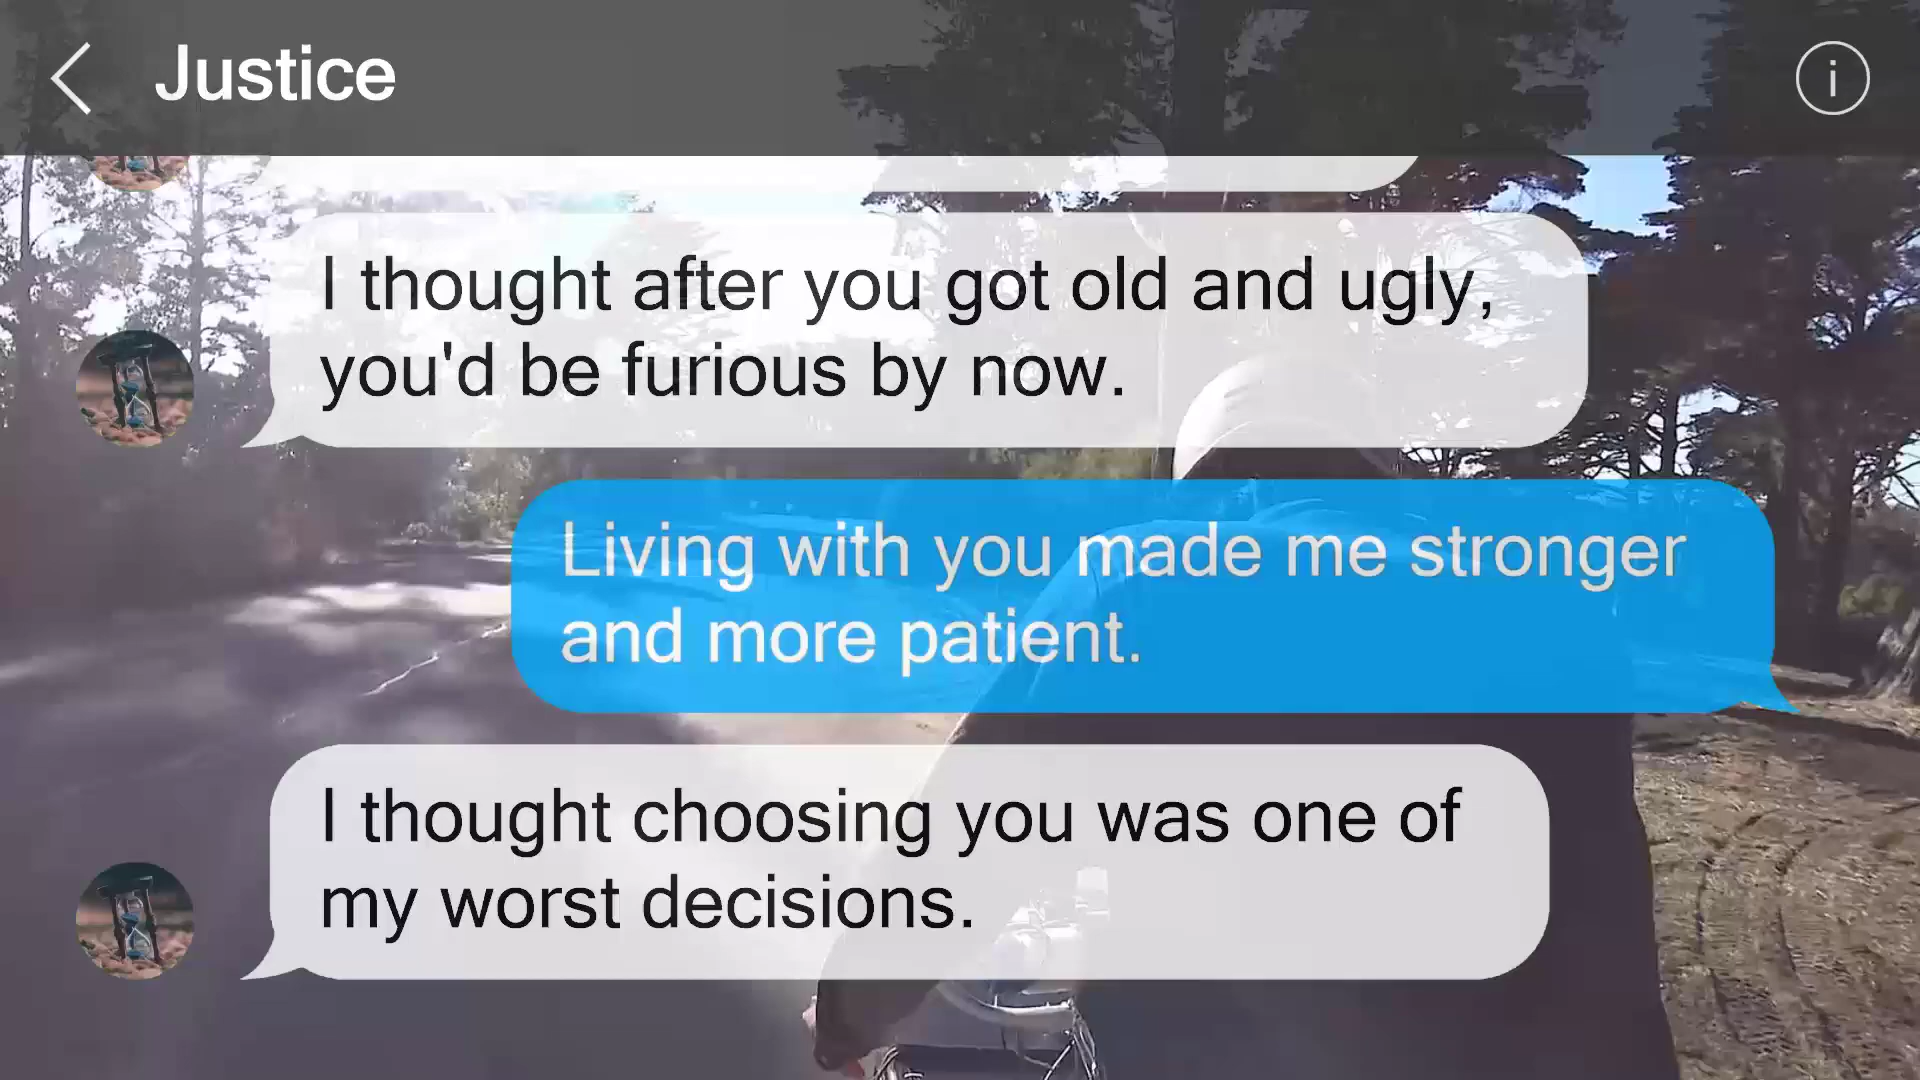 Justice
I thought after you got old and ugly,
you'd be furious by now.
Living with you made me stronger
and more patient.
I thought choosing you was one of
my worst decisions.